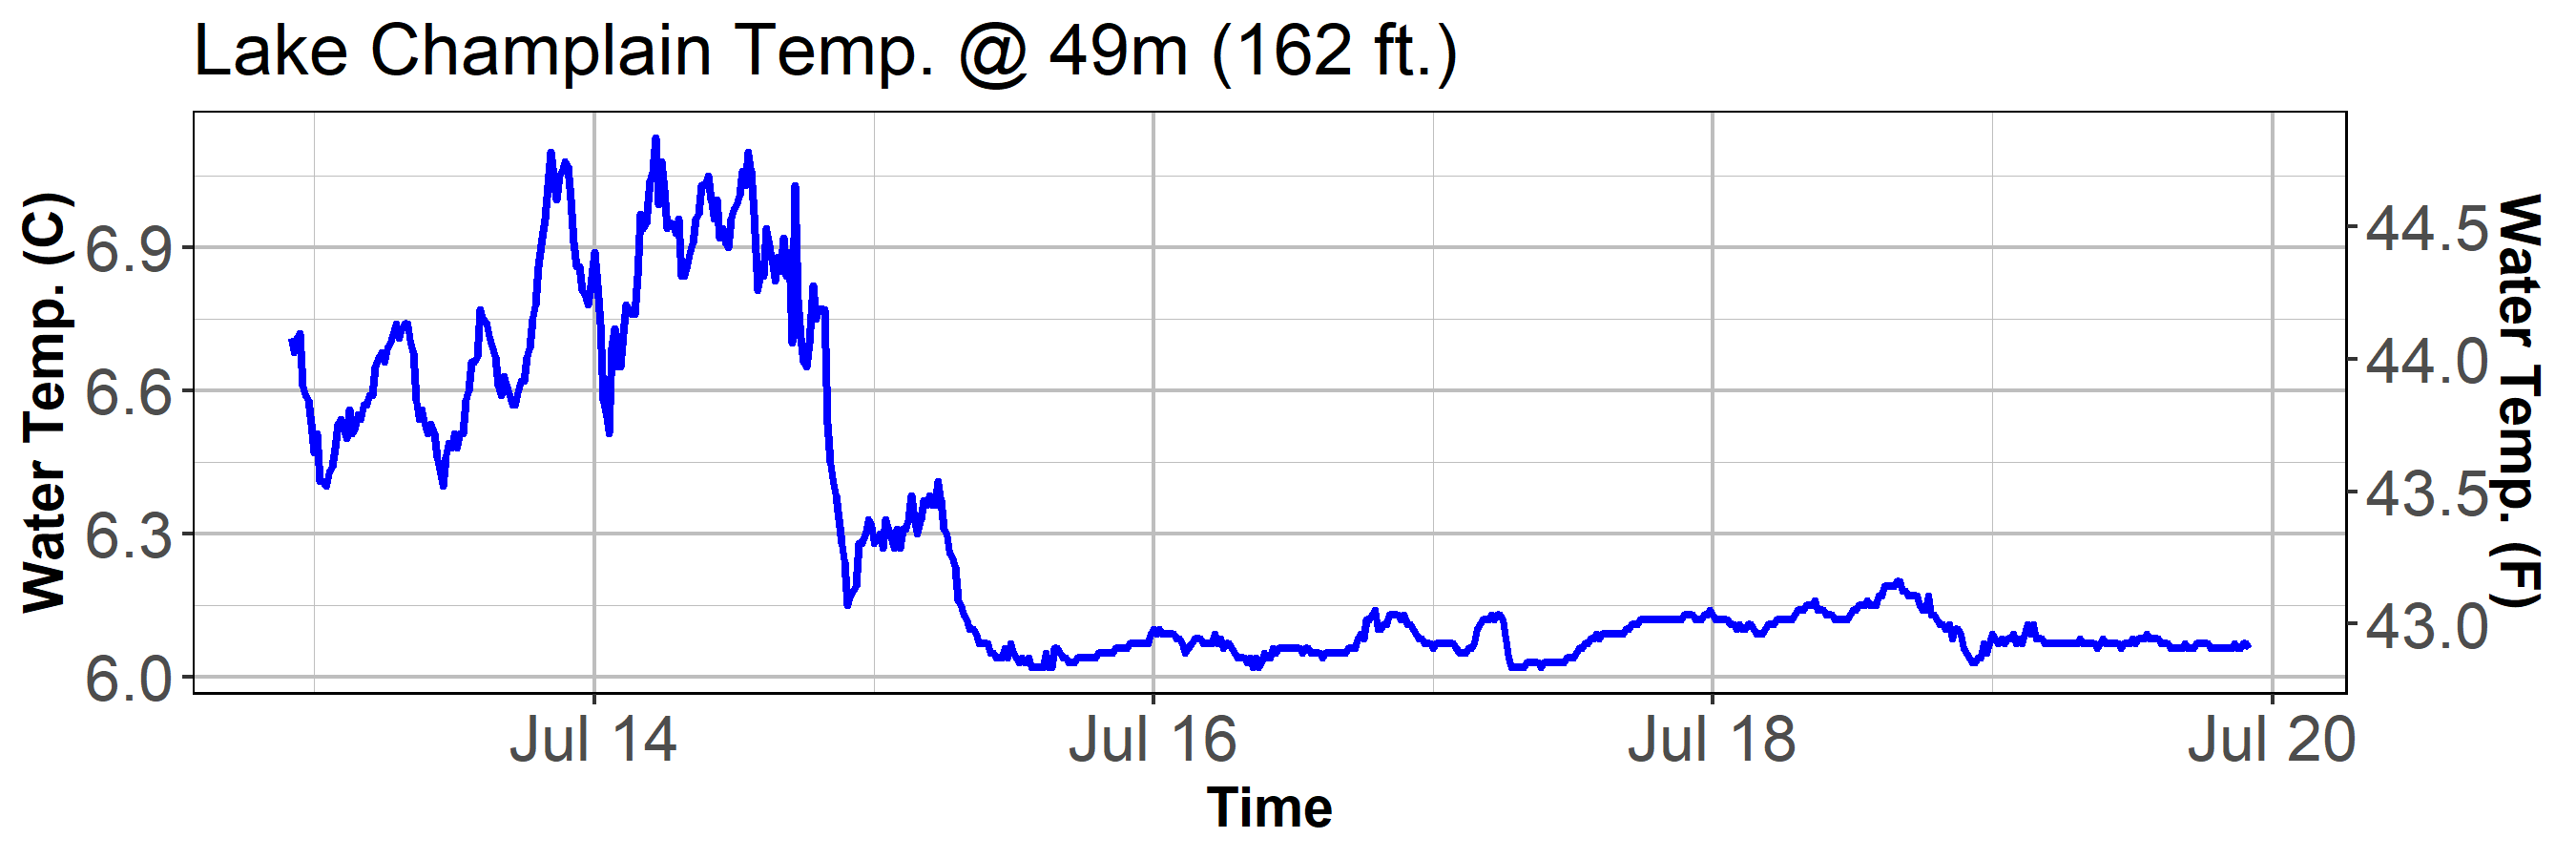 Lake Champlain Temp. @ 49m (162 ft.)
Water Temp. (C)
6.9
6.6
6.3
6.0
44.5
44.0
43.5
43.0
Water Temp. (F)
Jul 14
Jul 16
Jul 18
Jul 20
Time